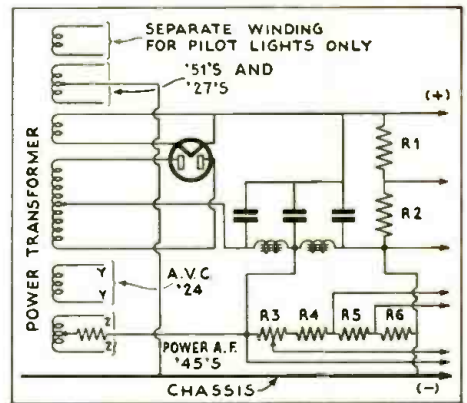 SEPARATE WINDING
FOR PILOT LIGHTS ONLY
'51'S AND
'27'S
(+)
R1
R2
POWER TRANSFORMER
Y
Y
A.V.C.
'24
Z
Z
POWER A.F.
'45'S
R3 R4 R5 R6
CHASSIS
(-)